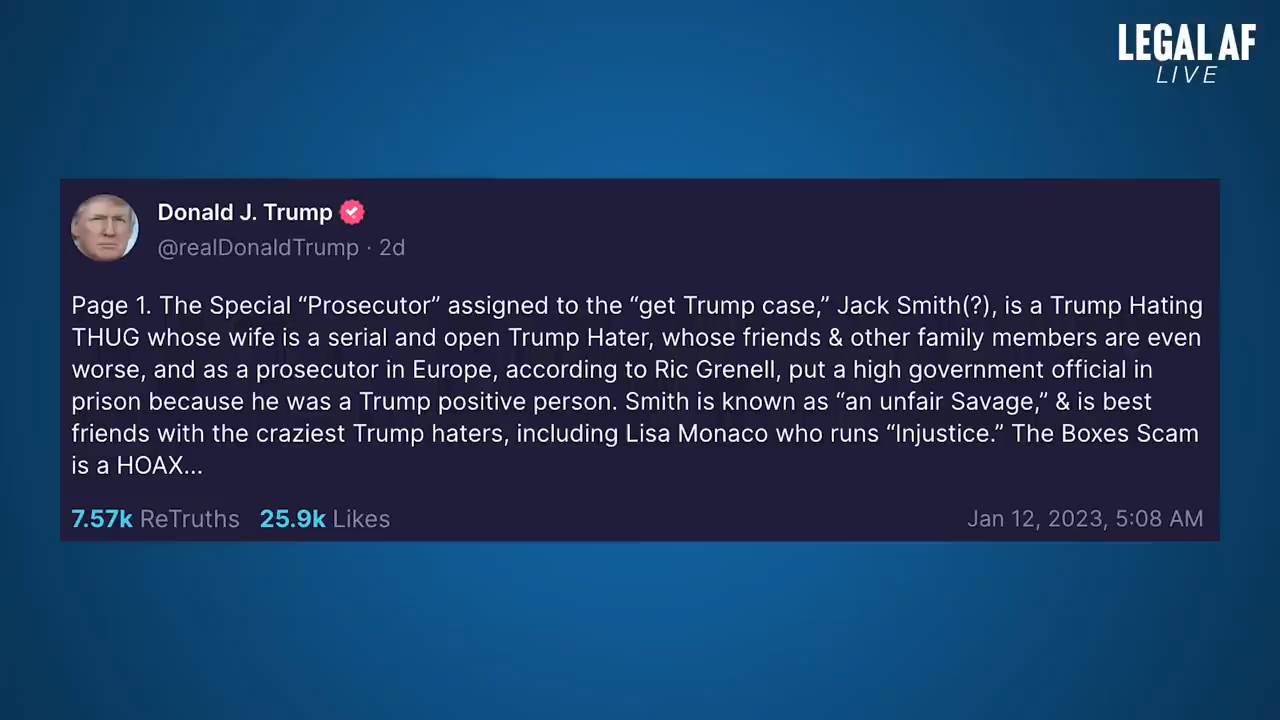 LEGAL AF
LIVE
Donald J. Trump
@realDonaldTrump · 2d
Page 1. The Special “Prosecutor” assigned to the “get Trump case,” Jack Smith(?), is a Trump Hating
THUG whose wife is a serial and open Trump Hater, whose friends & other family members are even
worse, and as a prosecutor in Europe, according to Ric Grenell, put a high government official in
prison because he was a Trump positive person. Smith is known as “an unfair Savage,” & is best
friends with the craziest Trump haters, including Lisa Monaco who runs “Injustice.” The Boxes Scam
is a HOAX...
7.57k ReTruths 25.9k Likes Jan 12, 2023, 5:08 AM